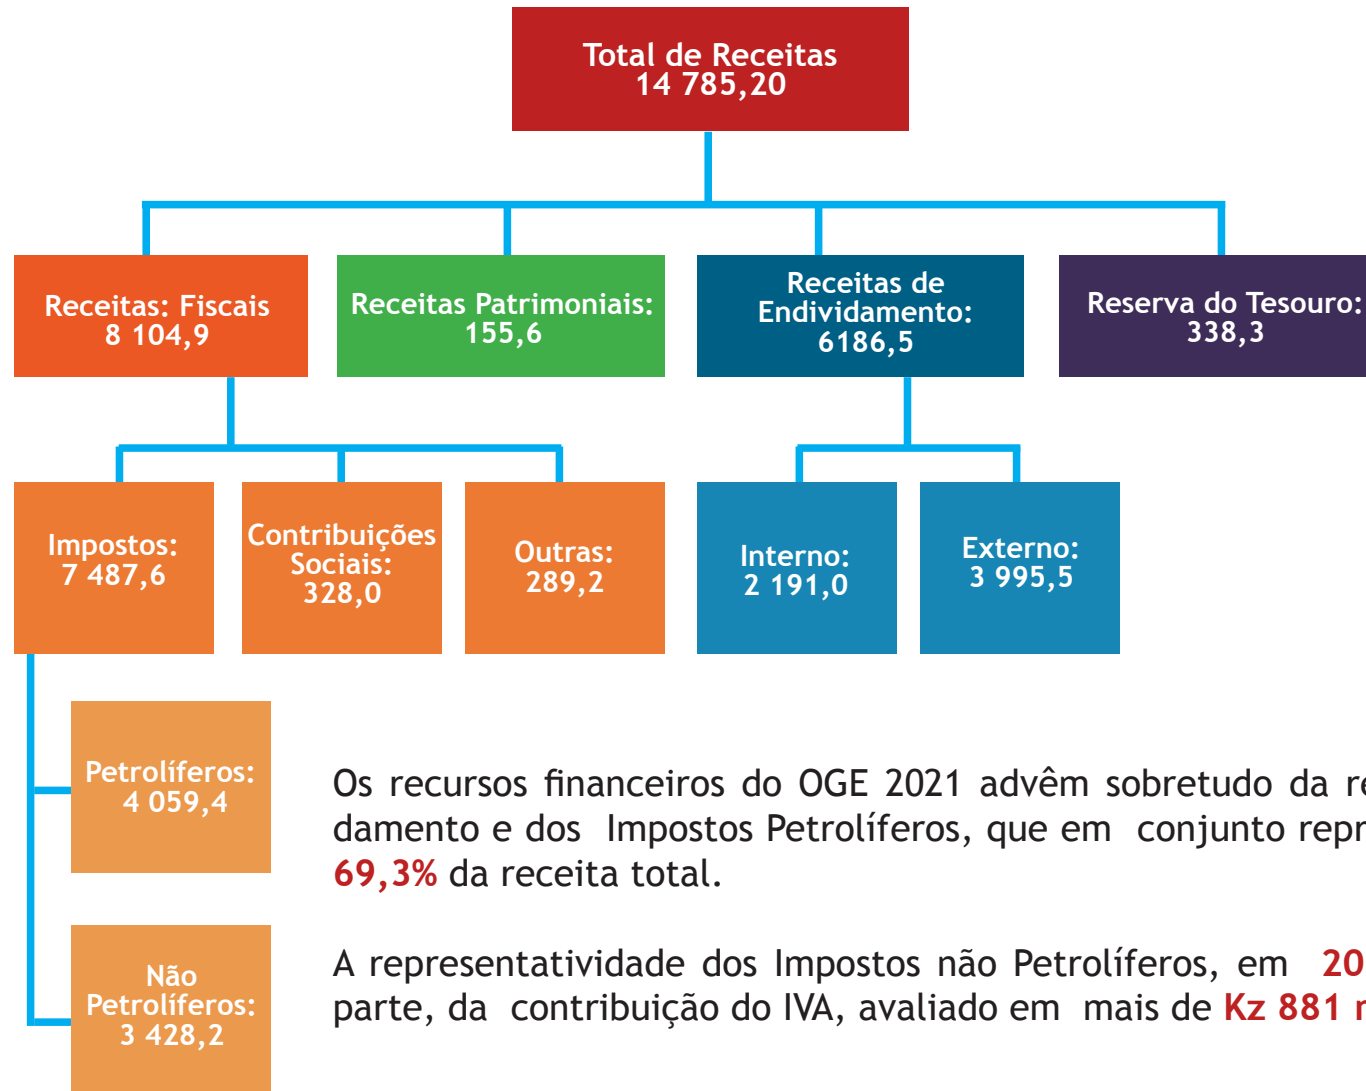 Total de Receitas
14 785,20
Receitas: Fiscais
8 104,9
Receitas Patrimoniais:
155,6
Receitas de
Endividamento:
6186,5
Reserva do Tesouro:
338,3
Impostos:
7 487,6
Contribuições
Sociais:
328,0
Outras:
289,2
Interno:
2 191,0
Externo:
3 995,5
Petrolíferos:
4 059,4
Não
Petrolíferos:
3 428,2
Os recursos financeiros do OGE 2021 advêm sobretudo da
damento e dos Impostos Petrolíferos, que em conjunto
69,3% da receita total.
A representatividade dos Impostos não Petrolíferos, em
parte, da contribuição do IVA, avaliado em mais de Kz 881